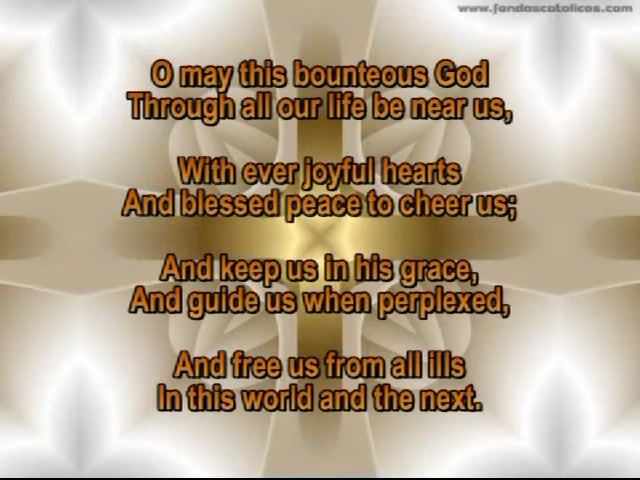 www.fondoscatolicos.com
O may this bounteous God
Through all our life be near us,
With ever joyful hearts
And blessed peace to cheer us;
And keep us in his grace,
And guide us when perplexed,
And free us from all ills
In this world and the next.